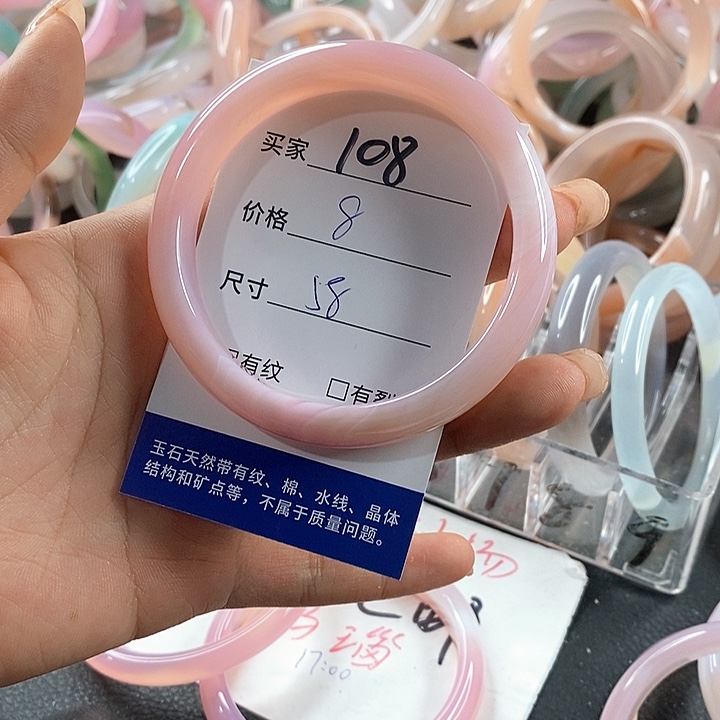 买家 108
价格 8
尺寸 58
有纹 □有裂
玉石天然带有纹、棉、水线、晶体
结构和矿点等，不属于质量问题。
玛瑙
17:00